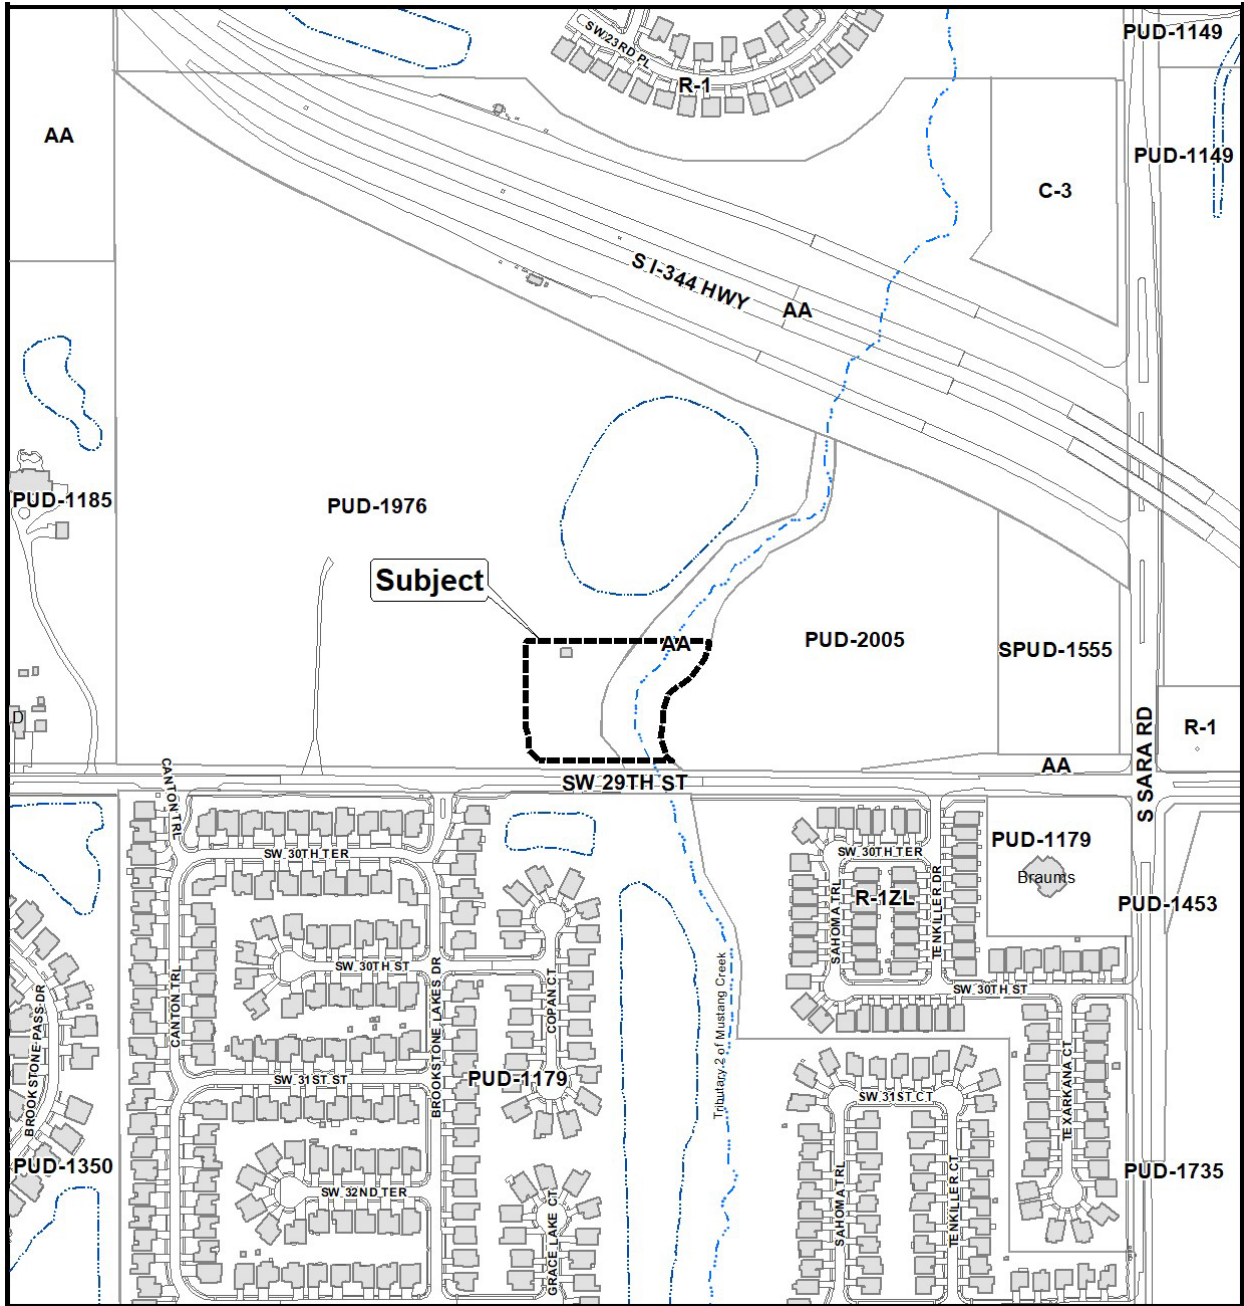 PUD-1149
SW 23RD PL
R-1
AA
PUD-1149
C-3
S I-344 HWY
AA
PUD-1185
PUD-1976
Subject
AA
PUD-2005
SPUD-1555
R-1
S SARA RD
AA
D
SW 29TH ST
CANTON TRL
SW 30TH TER
SW 30TH TER
PUD-1179
Braums
R-1ZL
SAHOMA TRL
TENKILLER DR
PUD-1453
SW 30TH ST
SW 30TH ST
CANTON TRL
BROOKSTONE LAKES DR
COPAN CT
Tributary 2 of Mustang Creek
BROOKSTONE PASS DR
SW 31ST ST
PUD-1179
SW 31ST CT
TEXARKANA CT
PUD-1350
SW 32ND TER
GRACE LAKE CT
SAHOMA TRL
TENKILLER CT
PUD-1735